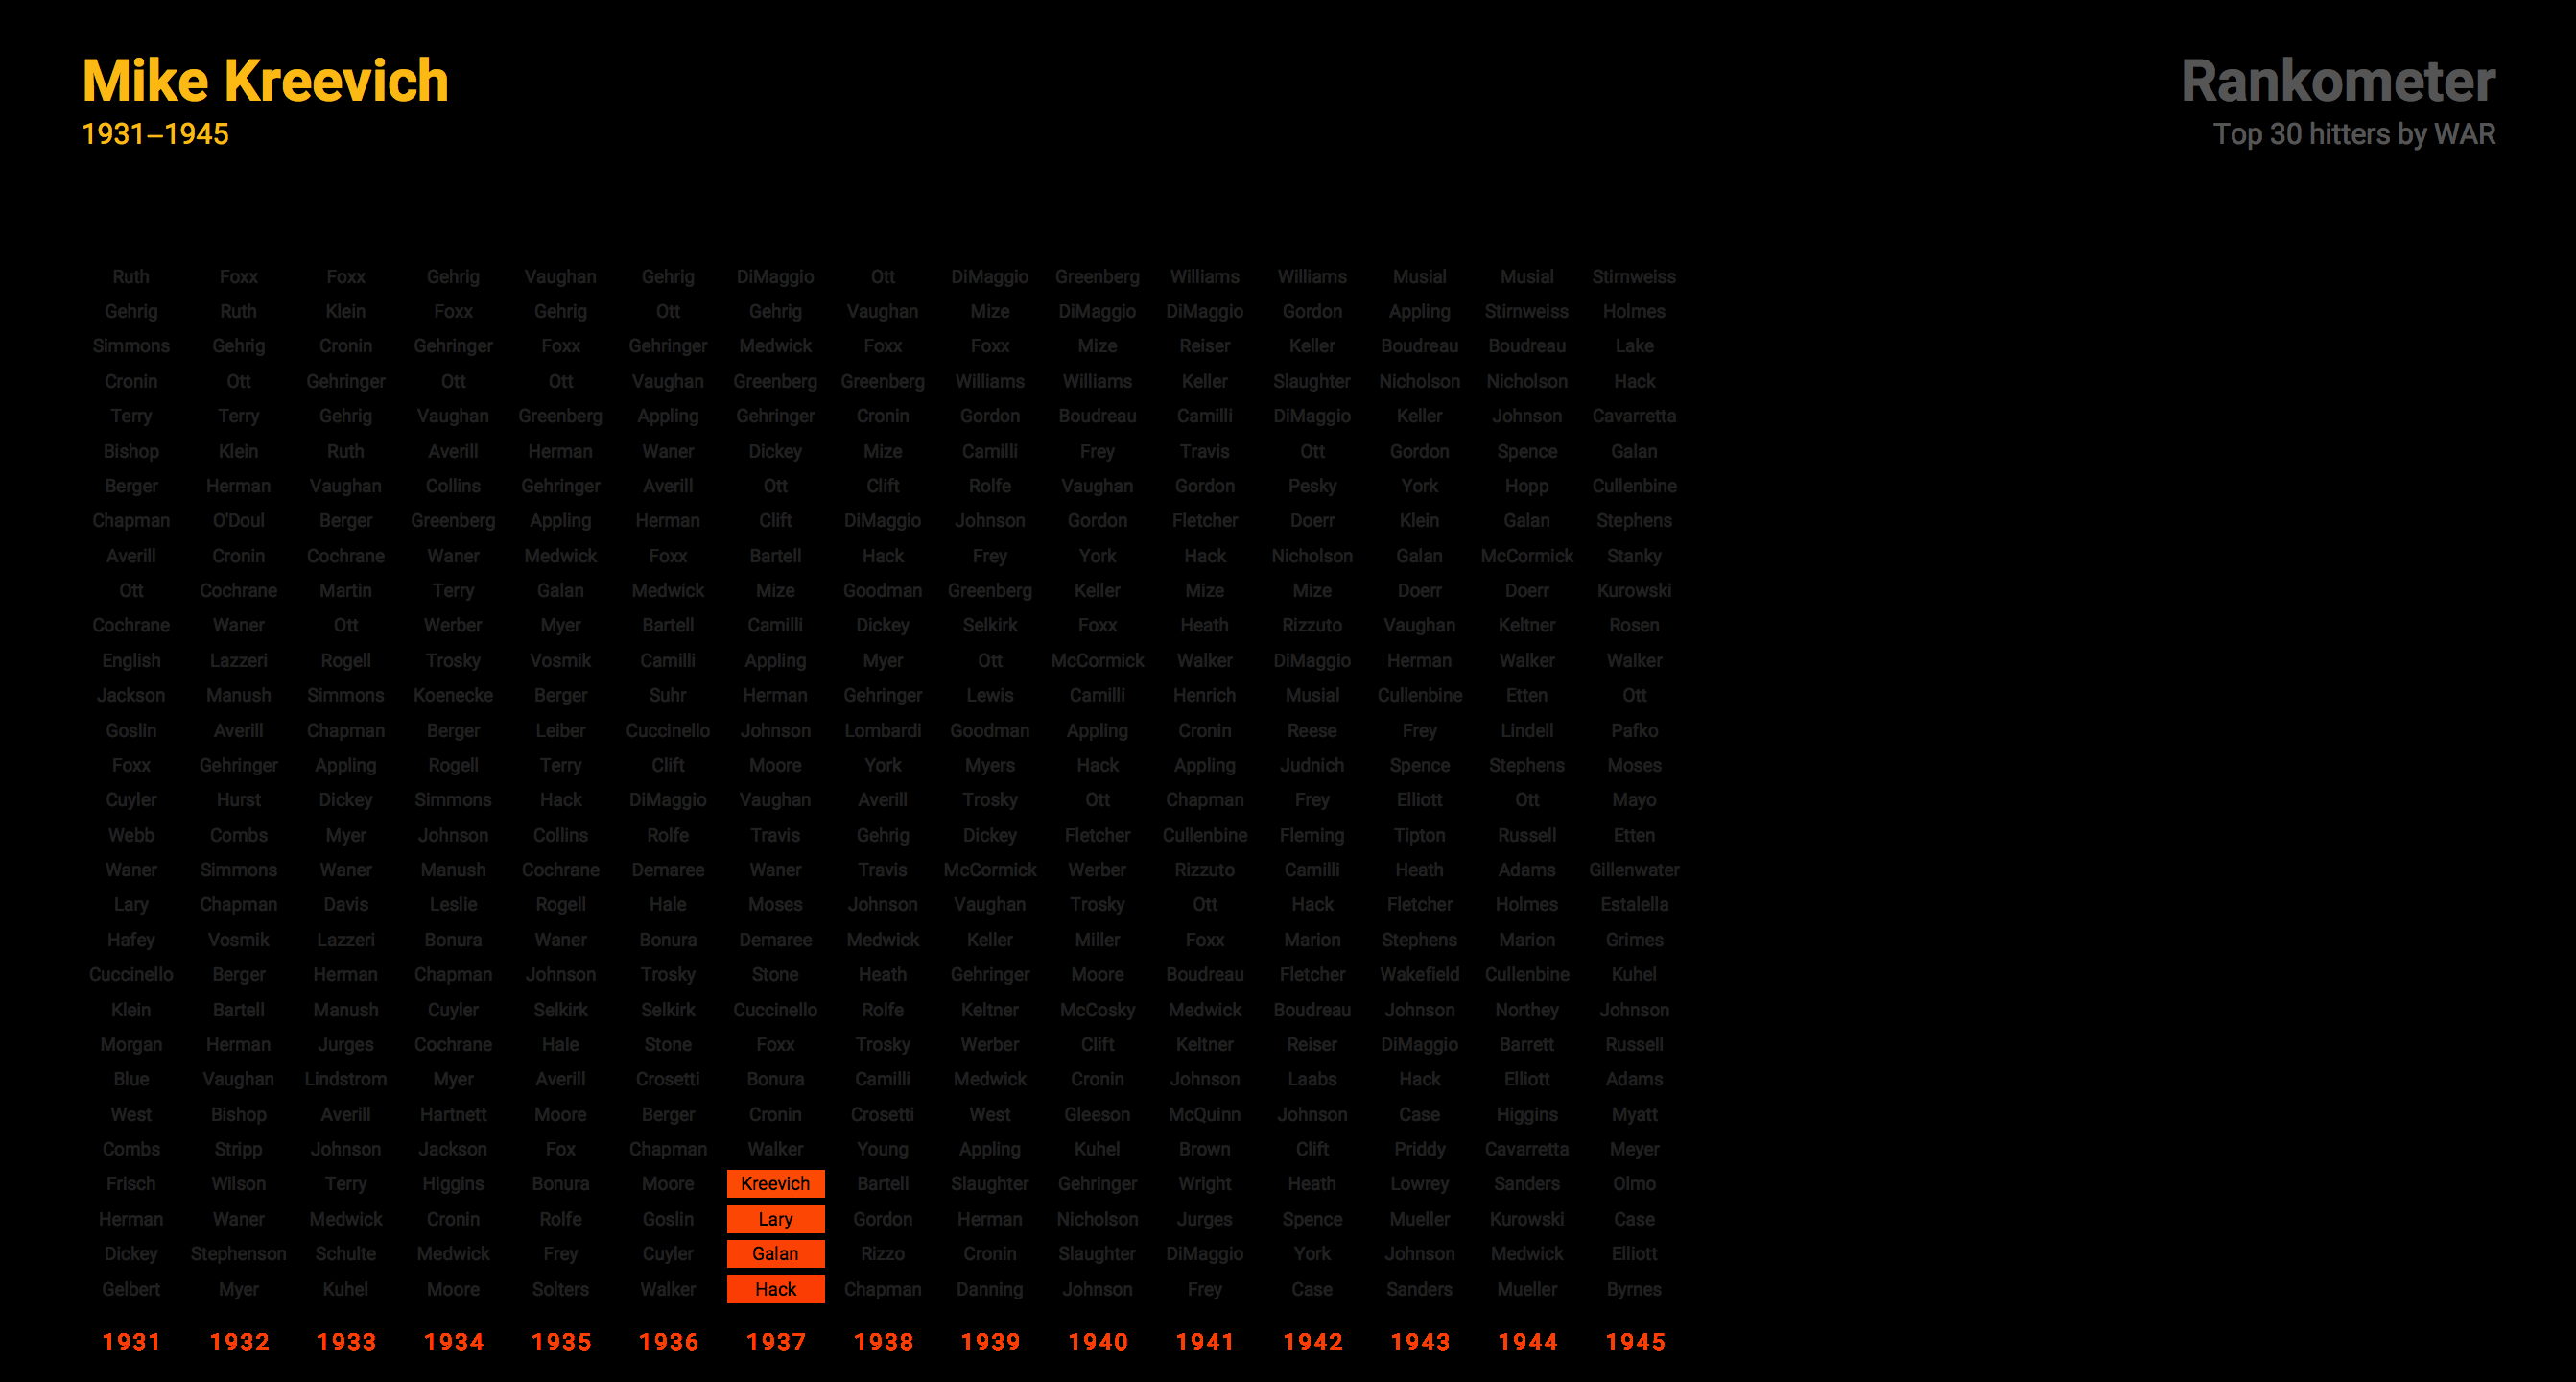 Mike Kreevich
1931–1945
Rankometer
Top 30 hitters by WAR
Ruth Foxx Foxx Gehrig Vaughan Gehrig DiMaggio Ott DiMaggio Greenberg Williams Williams Musial Musial Stirnweiss
Gehrig Ruth Klein Foxx Gehrig Ott Gehrig Vaughan Mize DiMaggio DiMaggio Gordon Appling Stirnweiss Holmes
Simmons Gehrig Cronin Gehringer Foxx Gehringer Medwick Foxx Foxx Mize Reiser Keller Boudreau Boudreau Lake
Cronin Ott Gehringer Ott Ott Vaughan Greenberg Greenberg Williams Williams Keller Slaughter Nicholson Nicholson Hack
Terry Terry Gehrig Vaughan Greenberg Appling Gehringer Cronin Gordon Boudreau Camilli DiMaggio Keller Johnson Cavarretta
Bishop Klein Ruth Averill Herman Waner Dickey Mize Camilli Frey Travis Ott Gordon Spence Galan
Berger Herman Vaughan Collins Gehringer Averill Ott Clift Rolfe Vaughan Gordon Pesky York Hopp Cullenbine
Chapman O'Doul Berger Greenberg Appling Herman Clift DiMaggio Johnson Gordon Fletcher Doerr Klein Galan Stephens
Averill Cronin Cochrane Waner Medwick Foxx Bartell Hack Frey York Hack Nicholson Galan McCormick Stanky
Ott Cochrane Martin Terry Galan Medwick Mize Goodman Greenberg Keller Mize Mize Doerr Doerr Kurowski
Cochrane Waner Ott Werber Myer Bartell Camilli Dickey Selkirk Foxx Heath Rizzuto Vaughan Keltner Rosen
English Lazzeri Rogell Trosky Vosmik Camilli Appling Myer Ott McCormick Walker DiMaggio Herman Walker Walker
Jackson Manush Simmons Koenecke Berger Suhr Herman Gehringer Lewis Camilli Henrich Musial Cullenbine Etten Ott
Goslin Averill Chapman Berger Leiber Cuccinello Johnson Lombardi Goodman Appling Cronin Reese Frey Lindell Pafko
Foxx Gehringer Appling Rogell Terry Clift Moore York Myers Hack Appling Judnich Spence Stephens Moses
Cuyler Hurst Dickey Simmons Hack DiMaggio Vaughan Averill Trosky Ott Chapman Frey Elliott Ott Mayo
Webb Combs Myer Johnson Collins Rolfe Travis Gehrig Dickey Fletcher Cullenbine Fleming Tipton Russell Etten
Waner Simmons Waner Manush Cochrane Demaree Waner Travis McCormick Werber Rizzuto Camilli Heath Adams Gillenwater
Lary Chapman Davis Leslie Rogell Hale Moses Johnson Vaughan Trosky Ott Hack Fletcher Holmes Estalella
Hafey Vosmik Lazzeri Bonura Waner Bonura Demaree Medwick Keller Miller Foxx Marion Stephens Marion Grimes
Cuccinello Berger Herman Chapman Johnson Trosky Stone Heath Gehringer Moore Boudreau Fletcher Wakefield Cullenbine Kuhel
Klein Bartell Manush Cuyler Selkirk Selkirk Cuccinello Rolfe Keltner McCosky Medwick Boudreau Johnson Northey Johnson
Morgan Herman Jurges Cochrane Hale Stone Foxx Trosky Werber Clift Keltner Reiser DiMaggio Barrett Russell
Blue Vaughan Lindstrom Myer Averill Crosetti Bonura Camilli Medwick Cronin Johnson Laabs Hack Elliott Adams
West Bishop Averill Hartnett Moore Berger Cronin Crosetti West Gleeson McQuinn Johnson Case Higgins Myatt
Combs Stripp Johnson Jackson Fox Chapman Walker Young Appling Kuhel Brown Clift Priddy Cavarretta Meyer
Frisch Wilson Terry Higgins Bonura Moore Kreevich Bartell Slaughter Gehringer Wright Heath Lowrey Sanders Olmo
Herman Waner Medwick Cronin Rolfe Goslin Lary Gordon Herman Nicholson Jurges Spence Mueller Kurowski Case
Dickey Stephenson Schulte Medwick Frey Cuyler Galan Rizzo Cronin Slaughter DiMaggio York Johnson Medwick Elliott
Gelbert Myer Kuhel Moore Solters Walker Hack Chapman Danning Johnson Frey Case Sanders Mueller Byrnes
1931 1932 1933 1934 1935 1936 1937 1938 1939 1940 1941 1942 1943 1944 1945